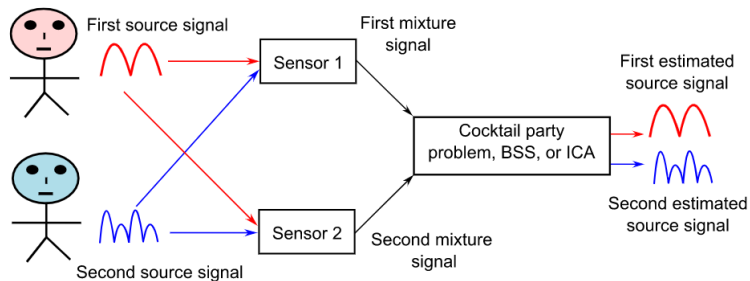 First source signal
Sensor 1
First mixture
signal
First estimated
source signal
Cocktail party
problem, BSS, or ICA
Second source signal
Sensor 2
Second mixture
signal
Second estimated
source signal